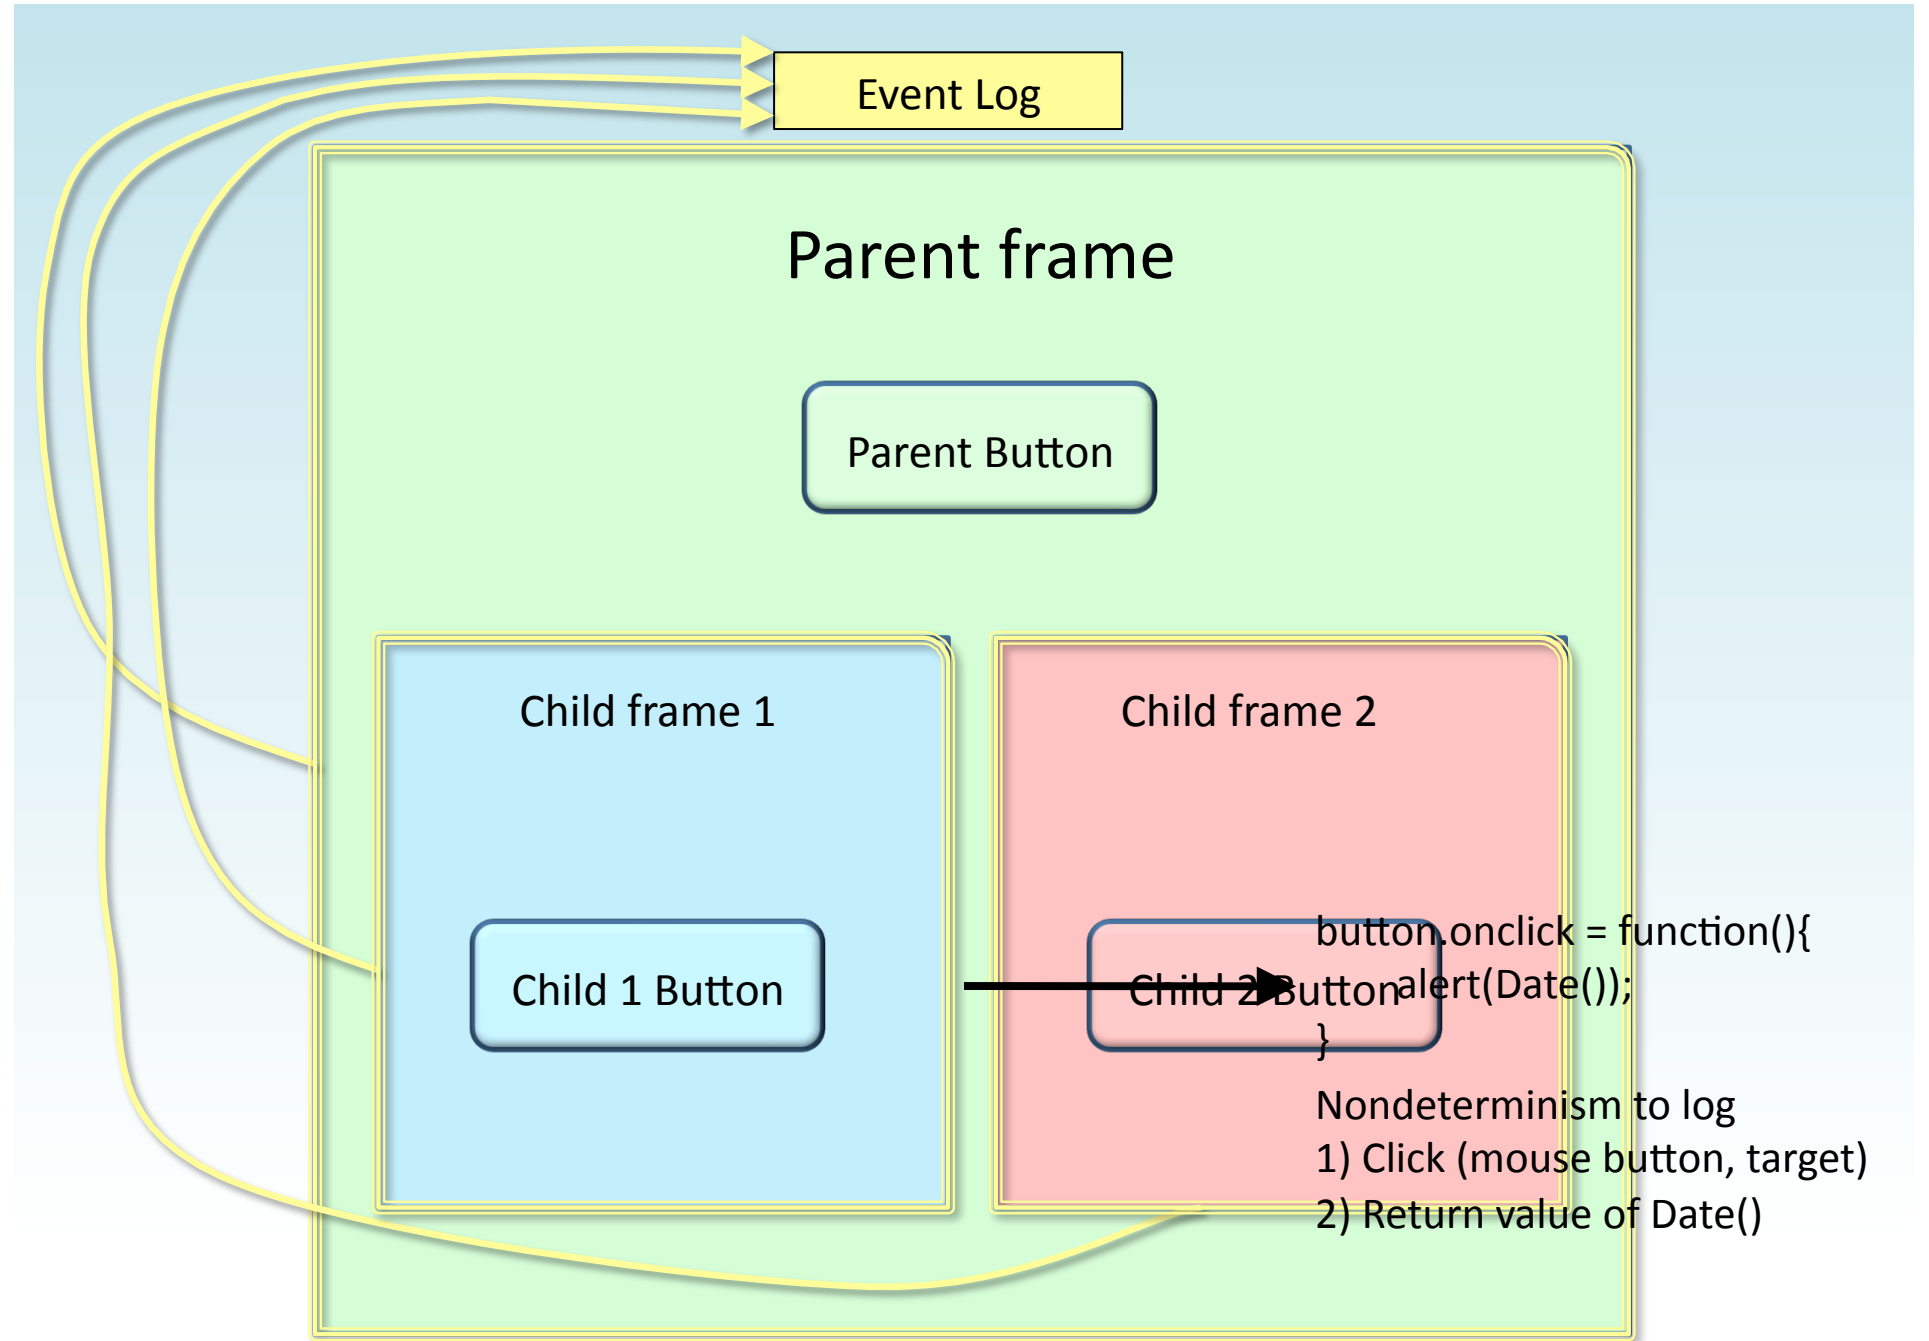 Event Log
Parent frame
Parent Button
Child frame 1
Child frame 2
Child 1 Button
Child 2 Button
button.onclick = function(){
alert(Date());
}
Nondeterminism to log
1) Click (mouse button, target)
2) Return value of Date()